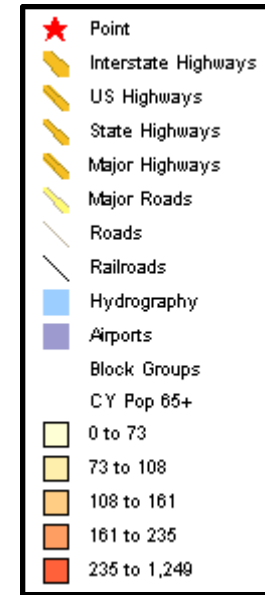 Point
Interstate Highways
US Highways
State Highways
Major Highways
Major Roads
Roads
Railroads
Hydrography
Airports
Block Groups
CY Pop 65+
0 to 73
73 to 108
108 to 161
161 to 235
235 to 1,249